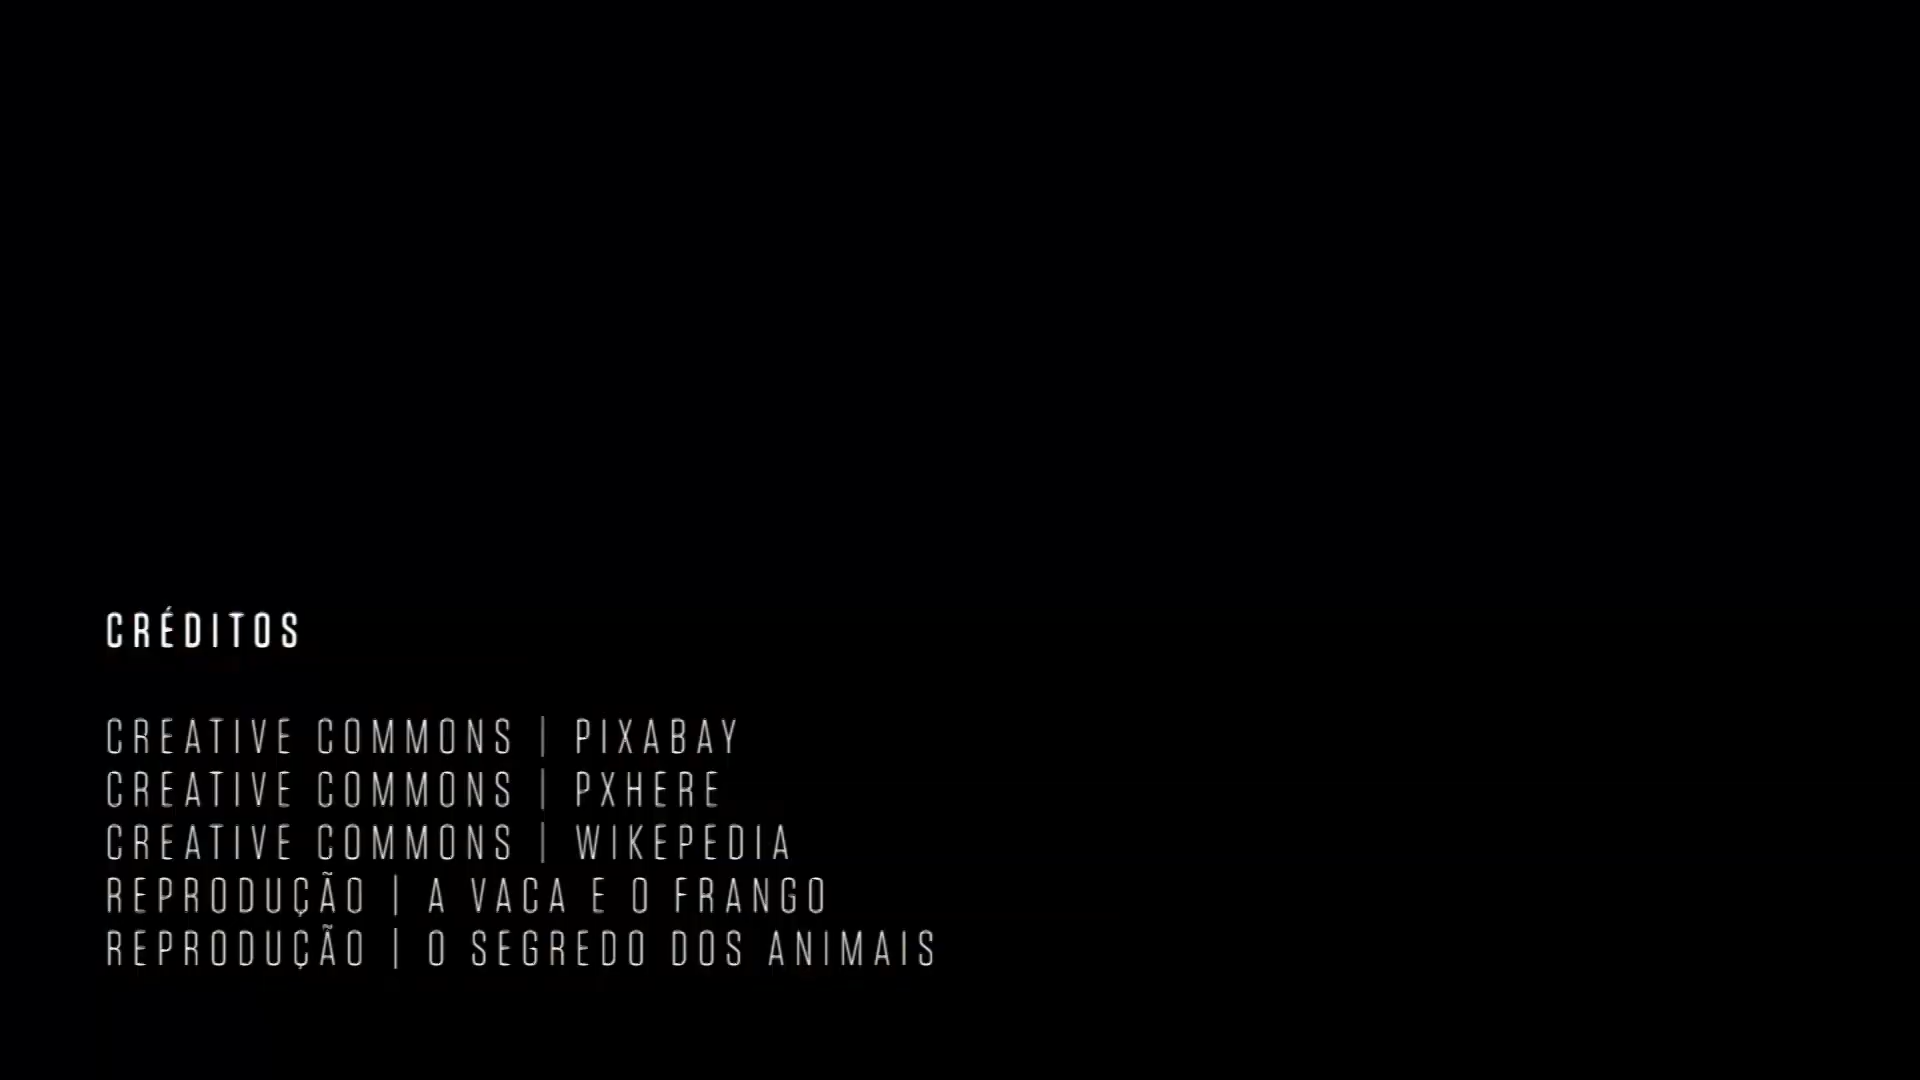 CRÉDITOS
CREATIVE COMMONS | PIXABAY
CREATIVE COMMONS | PXHERE
CREATIVE COMMONS | WIKEPEDIA
REPRODUÇÃO | A VACA E O FRANGO
REPRODUÇÃO | O SEGREDO DOS ANIMAIS